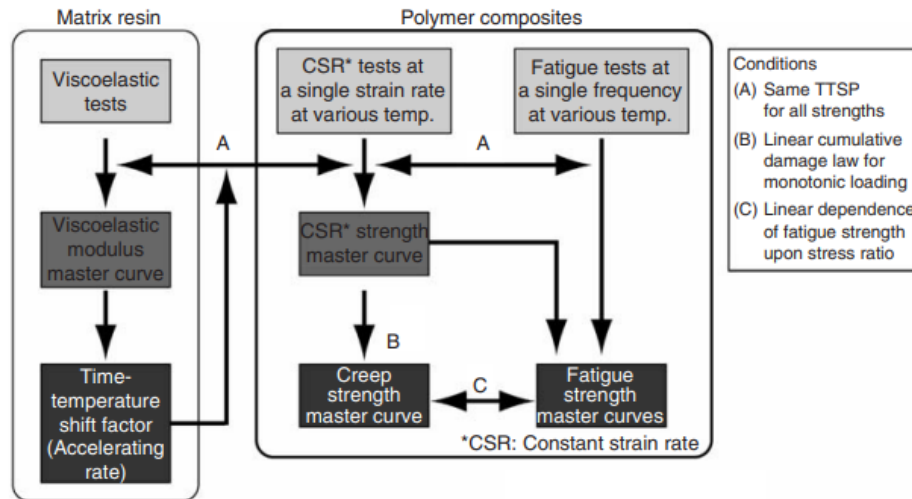 Matrix resin
Viscoelastic
tests
Viscoelastic
modulus
master curve
Time-
temperature
shift factor
(Accelerating
rate)
A
Polymer composites
CSR* tests at
a single strain rate
at various temp.
Fatigue tests at
a single frequency
at various temp.
A
CSR* strength
master curve
B
Creep
strength
master curve
C
Fatigue
strength
master curves
*CSR: Constant strain rate
Conditions
(A) Same TTSP
for all strengths
(B) Linear cumulative
damage law for
monotonic loading
(C) Linear dependence
of fatigue strength
upon stress ratio